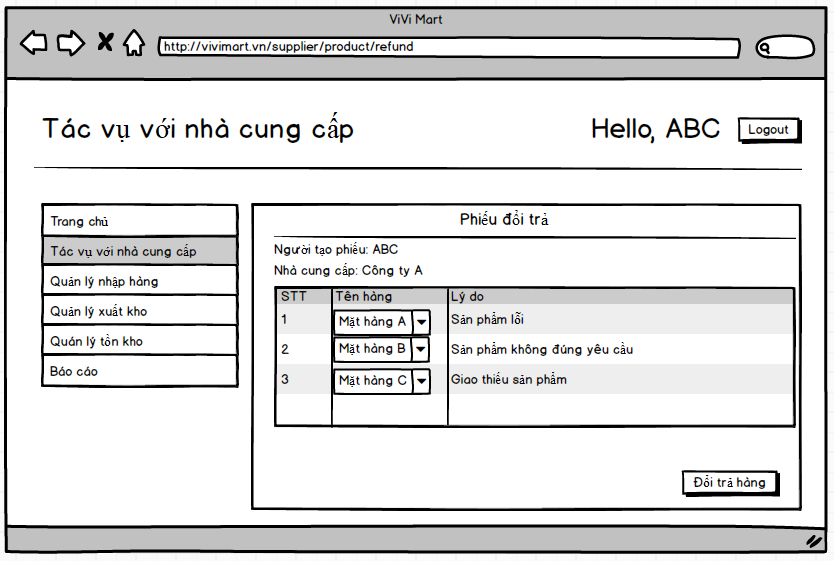 ViVi Mart
http://vivimart.vn/supplier/product/refund
Tác vụ với nhà cung cấp
Hello, ABC
Logout
Trang chủ
Tác vụ với nhà cung cấp
Quản lý nhập hàng
Quản lý xuất kho
Quản lý tồn kho
Báo cáo
Phiếu đổi trả
Người tạo phiếu: ABC
Nhà cung cấp: Công ty A
STT Tên hàng Lý do
1 Mặt hàng A Sản phẩm lỗi
2 Mặt hàng B Sản phẩm không đúng yêu cầu
3 Mặt hàng C Giao thiếu sản phẩm
Đổi trả hàng